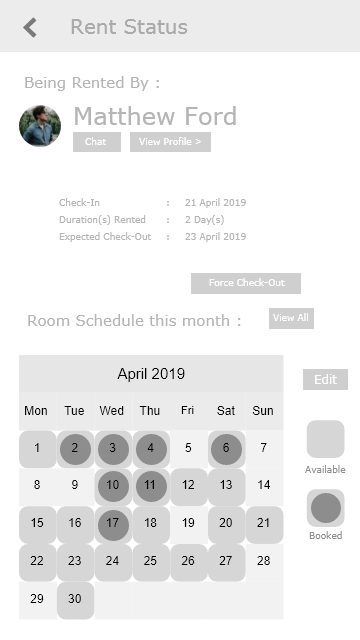 Rent Status
Being Rented By :
Matthew Ford
Chat View Profile >
Check-In : 21 April 2019
Duration(s) Rented : 2 Day(s)
Expected Check-Out : 23 April 2019
Force Check-Out
Room Schedule this month : View All
April 2019
Edit
Mon Tue Wed Thu Fri Sat Sun
1 2 3 4 5 6 7
Available
8 9 10 11 12 13 14
Booked
15 16 17 18 19 20 21
22 23 24 25 26 27 28
29 30